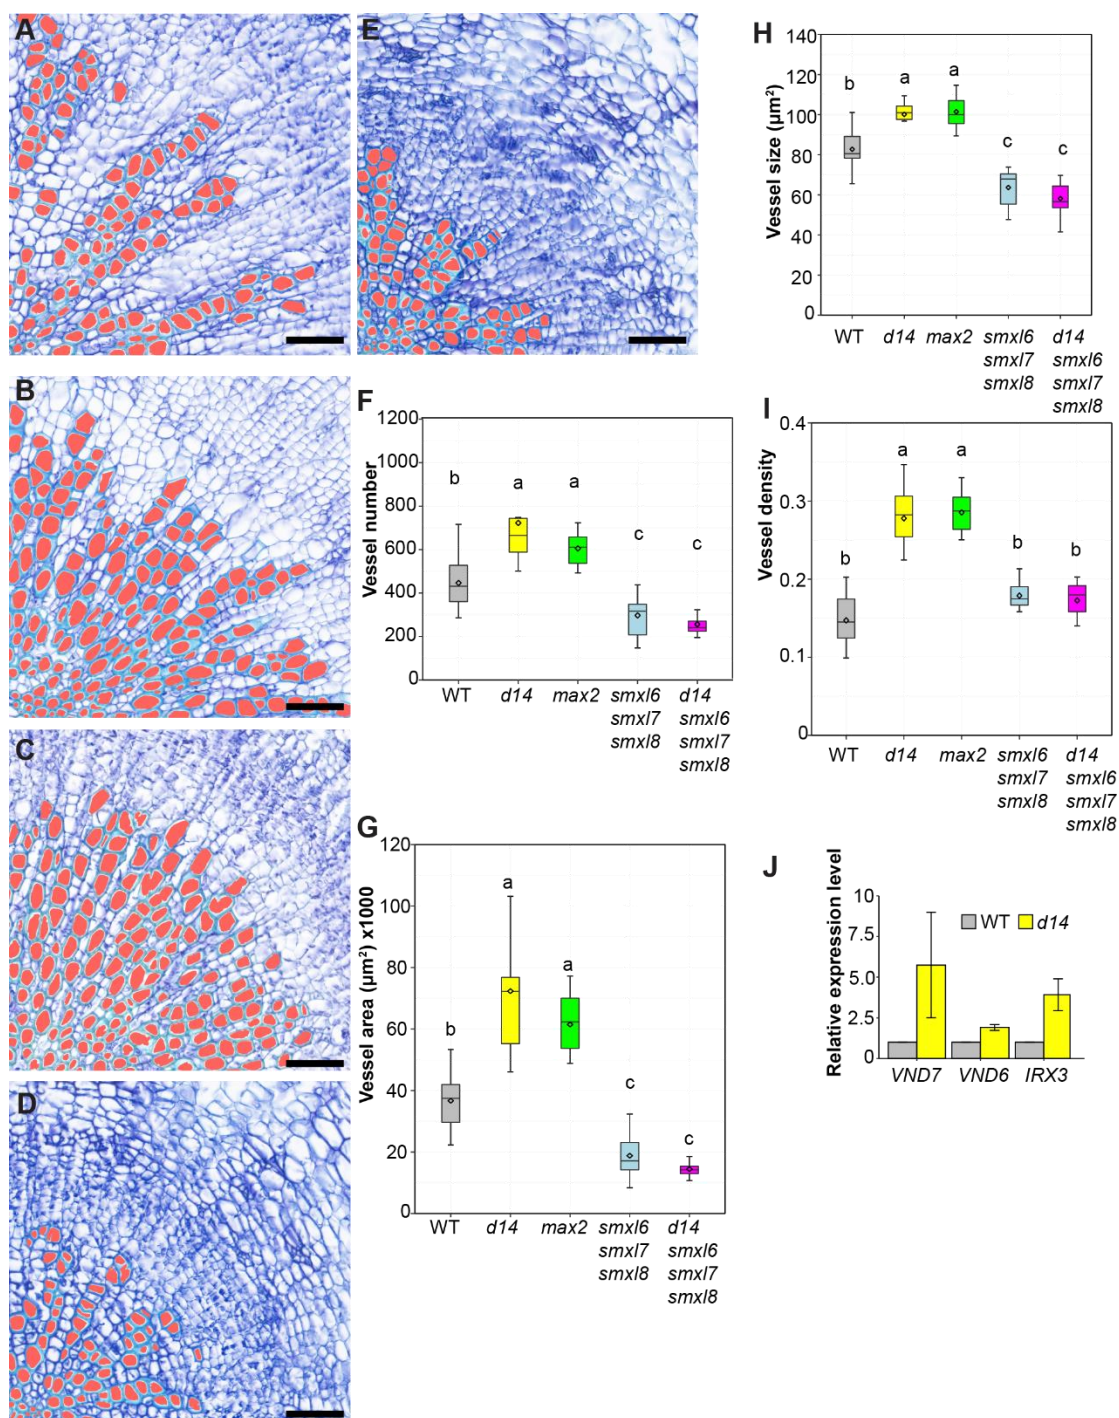 A
B
C
D
E
F
Vessel number
1200
1000
800
600
400
200
0
b
a
a
c
c
WT
d14
max2
smxl6
smxl7
smxl8
d14
smxl6
smxl7
smxl8
G
Vessel area (µm²) x1000
120
100
80
60
40
20
0
b
a
a
c
c
WT
d14
max2
smxl6
smxl7
smxl8
d14
smxl6
smxl7
smxl8
H
Vessel size (µm²)
140
120
100
80
60
40
20
0
b
a
a
c
c
WT
d14
max2
smxl6
smxl7
smxl8
d14
smxl6
smxl7
smxl8
I
Vessel density
0.4
0.3
0.2
0.1
0
b
a
a
b
b
WT
d14
max2
smxl6
smxl7
smxl8
d14
smxl6
smxl7
smxl8
J
Relative expression level
10
7.5
5
2.5
0
WT
d14
VND7
VND6
IRX3